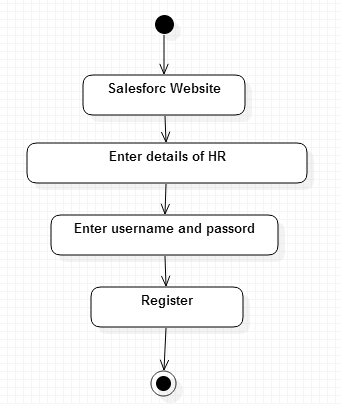 Salesforc Website
Enter details of HR
Enter username and passord
Register